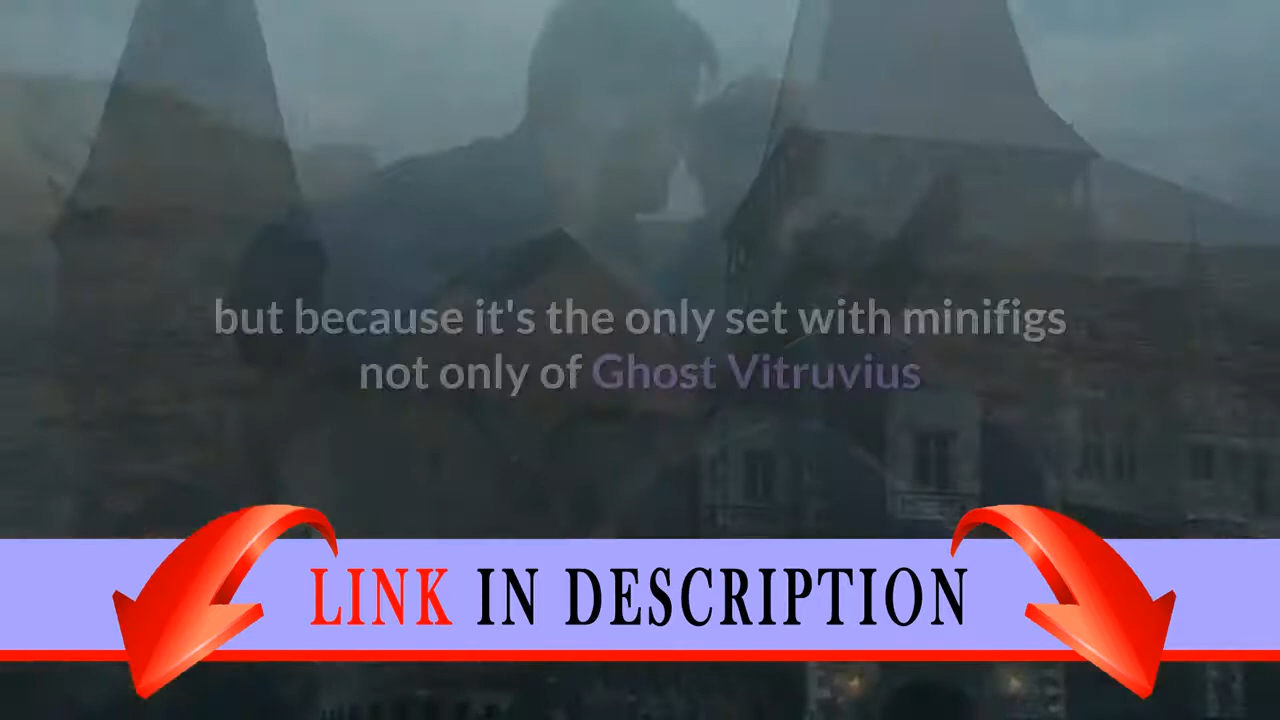 but because it's the only set with minifigs
not only of Ghost Vitruvius
LINK IN DESCRIPTION